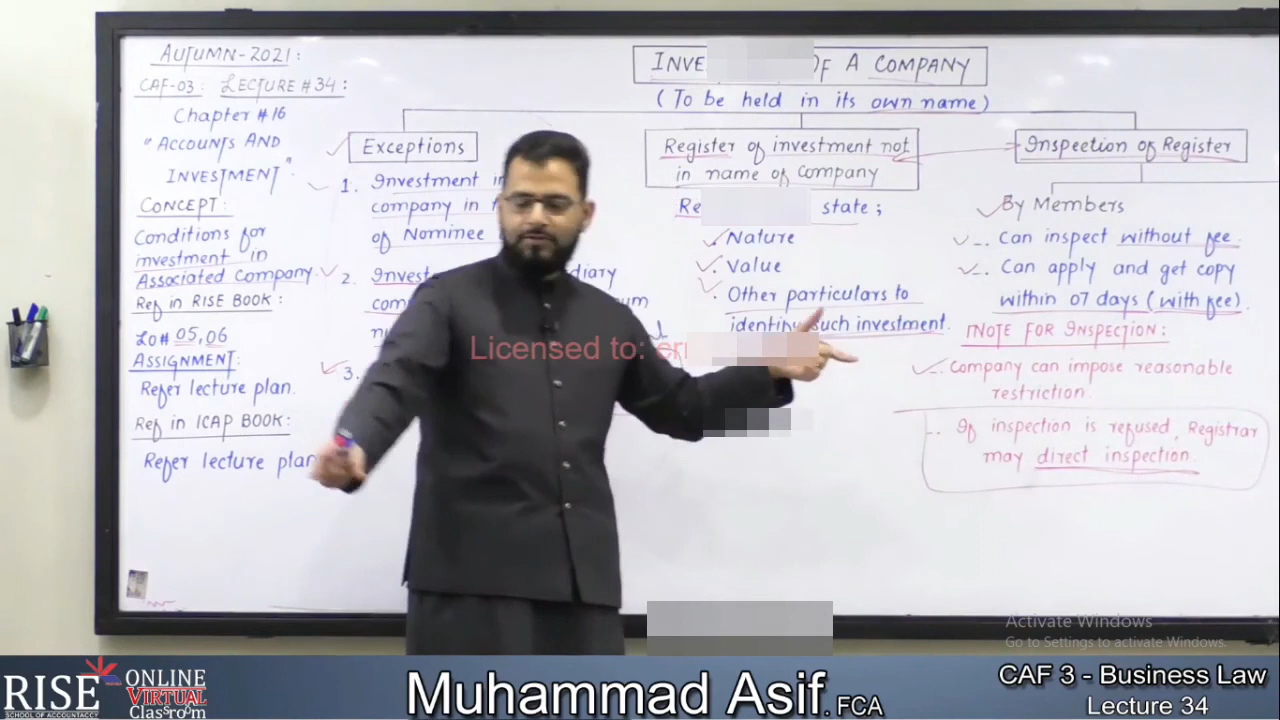 AUTUMN-2021:
CAF-03: LECTURE #34:
Chapter #16
"ACCOUNTS AND
INVESTMENT"
CONCEPT:
Conditions for
investment in
Associated Company.
Ref in RISE BOOK:
LO# 05,06
ASSIGNMENT:
Refer lecture plan.
Ref in ICAP BOOK:
Refer lecture plan
OF A COMPANY
(To be held in its own name)
Exceptions
1. Investment in
company in
of Nominee
2.
3.
Register of investment not
in name of Company
state;
Nature
Value
Other particulars to
identify such investment.
Inspection of Register
By Members
-. Can inspect without fee.
-. Can apply and get copy
within 07 days (with fee).
NOTE FOR INSPECTION:
-. Company can impose reasonable
restriction.
-. If inspection is refused, Registrar
may direct inspection.
Licensed to:
Activate Windows
Go to Settings to activate Windows.
RISE
SCHOOL OF ACCOUNTANCY
ONLINE
VIRTUAL
Classroom
Muhammad Asif. FCA
CAF 3 - Business Law
Lecture 34